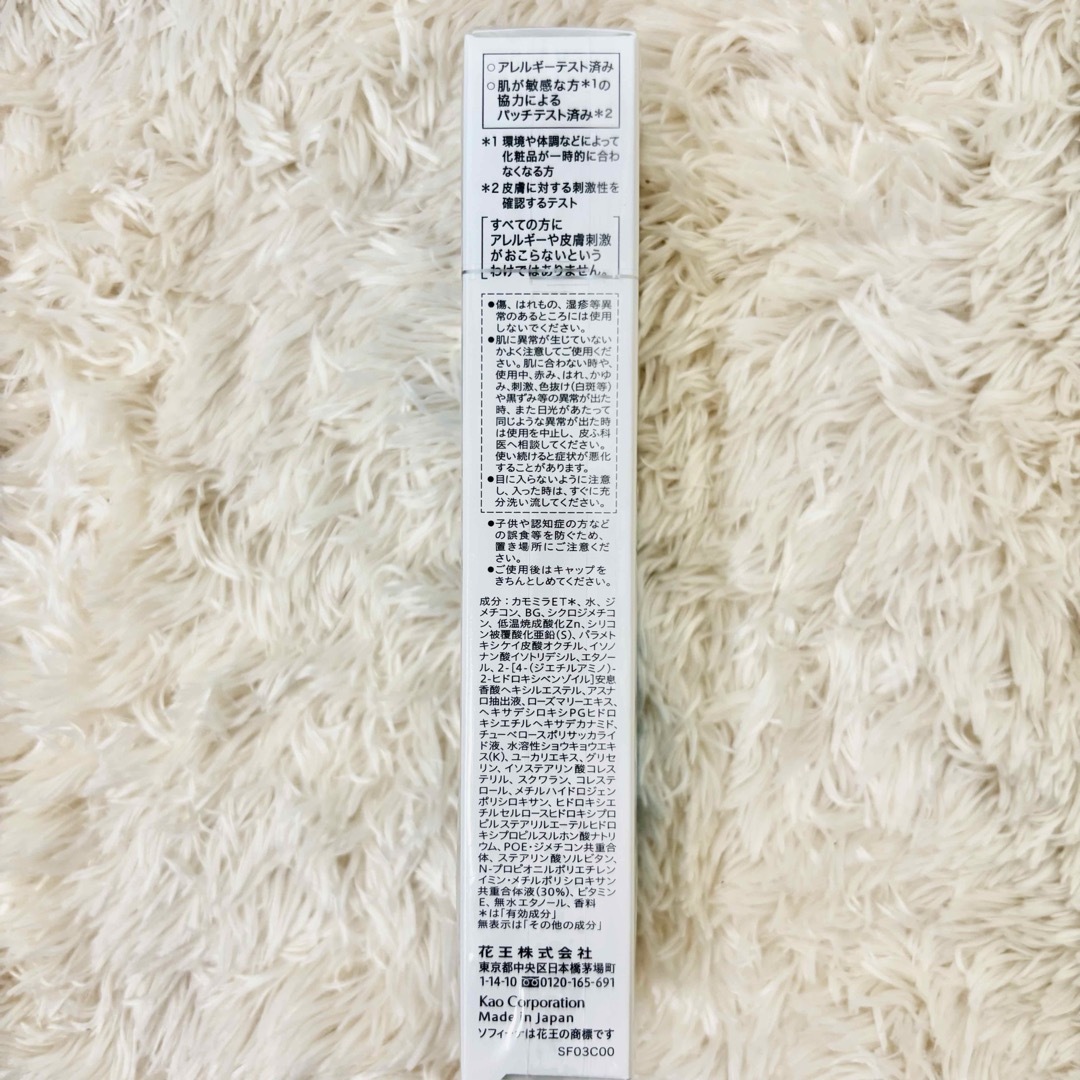 ○アレルギーテスト済み
○肌が敏感な方*1の
協力による
パッチテスト済み*2
*1 環境や体調などによって
化粧品が一時的に合わ
なくなる方
*2 皮膚に対する刺激性を
確認するテスト
すべての方に
アレルギーや皮膚刺激
がおこらないという
わけではありません。
●傷、はれもの、湿疹等異
常のあるところには使用
しないでください。
●肌に異常が生じていない
かよく注意してご使用くだ
さい。肌に合わない時や、
使用中、赤み、はれ、かゆ
み、刺激、色抜け(白斑等)
や黒ずみ等の異常が出た
時、また日光があたって
同じような異常が出た時
は使用を中止し、皮ふ科
医へ相談してください。
使い続けると症状が悪化
することがあります。
●目に入らないように注意
し、入った時は、すぐに充
分洗い流してください。
●子供や認知症の方など
の誤食等を防ぐため、
置き場所にご注意くだ
さい。
●ご使用後はキャップを
きちんとしめてください。
成分：カモミラET*、水、ジ
メチコン、BG、シクロジメチコ
ン、低温焼成酸化Zn、シリコ
ン被覆酸化亜鉛(S)、パラメト
キシケイ皮酸オクチル、イソノ
ナン酸イソトリデシル、エタノー
ル、2-[4-(ジエチルアミノ)-
2-ヒドロキシベンゾイル]安息
香酸ヘキシルエステル、アスナ
ロ抽出液、ローズマリーエキス、
ヘキサデシロキシPGヒドロ
キシエチルヘキサデカナミド、
チューベロースポリサッカライ
ド液、水溶性ショウキョウエキ
ス(K)、ユーカリエキス、グリセ
リン、イソステアリン酸コレス
テリル、スクワラン、コレステ
ロール、メチルハイドロジェン
ポリシロキサン、ヒドロキシエ
チルセルロースヒドロキシプロ
ピルステアリルエーテルヒドロ
キシプロピルスルホン酸ナトリ
ウム、POE・ジメチコン共重合
体、ステアリン酸ソルビタン、
N-プロピオニルポリエチレン
イミン・メチルポリシロキサン
共重合体液(30%)、ビタミン
E、無水エタノール、香料
*は「有効成分」
無表示は「その他の成分」
花王株式会社
東京都中央区日本橋茅場町
1-14-10 0120-165-691
Kao Corporation
Made in Japan
ソフィーナは花王の商標です
SF03C00